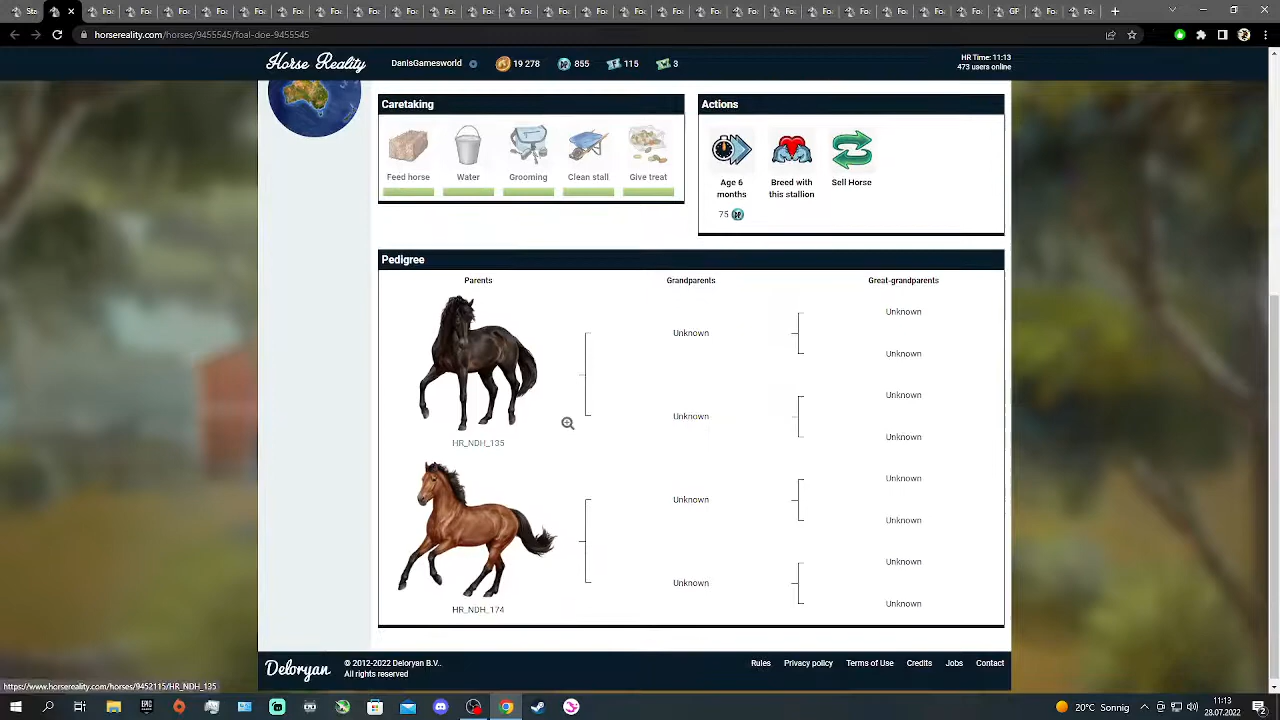 horsereality.com/horses/9455545/foal-doe-9455545
Horse Reality
DanisGamesworld
19 278
855
115
3
HR Time: 11:13
473 users online
Caretaking
Feed horse
Water
Grooming
Clean stall
Give treat
Actions
Age 6
months
75
Breed with
this stallion
Sell Horse
Pedigree
Parents
Grandparents
Great-grandparents
HR_NDH_135
HR_NDH_174
Unknown
Unknown
Unknown
Unknown
Unknown
Unknown
Unknown
Unknown
Unknown
Unknown
Unknown
Unknown
Deloryan
© 2012-2022 Deloryan B.V..
All rights reserved
Rules
Privacy policy
Terms of Use
Credits
Jobs
Contact
https://www.horsereality.com/horses/9452115/HR_NDH_135
20°C Sonnig
11:13
28.07.2022